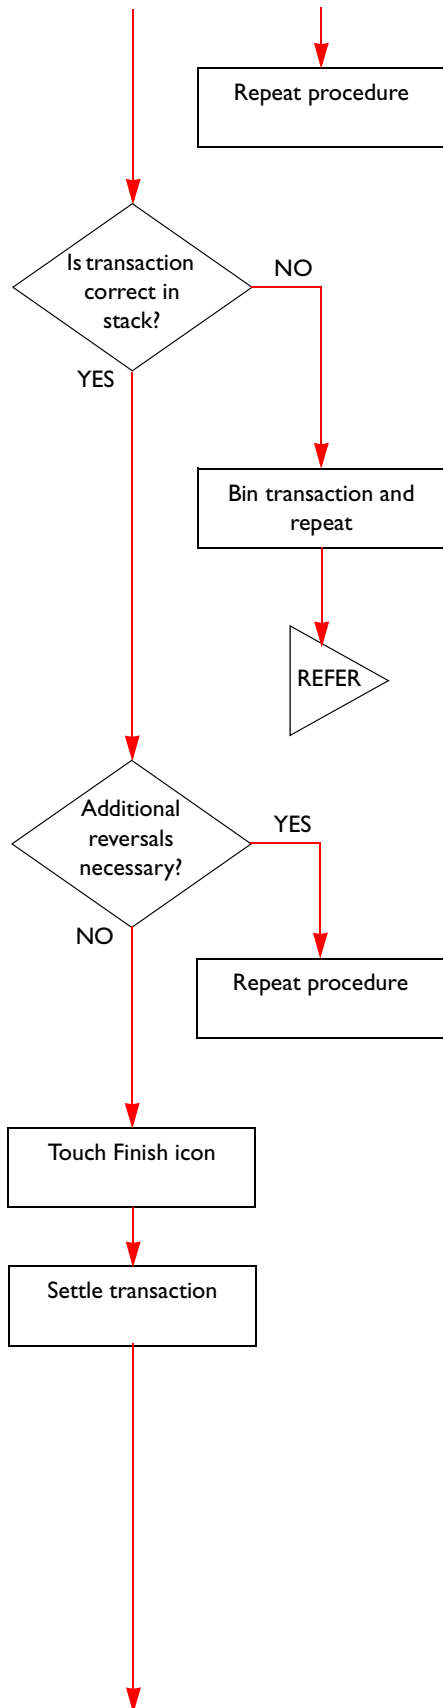 Repeat procedure
Is transaction
correct in
stack?
NO
YES
Bin transaction and
repeat
REFER
Additional
reversals
necessary?
YES
NO
Repeat procedure
Touch Finish icon
Settle transaction